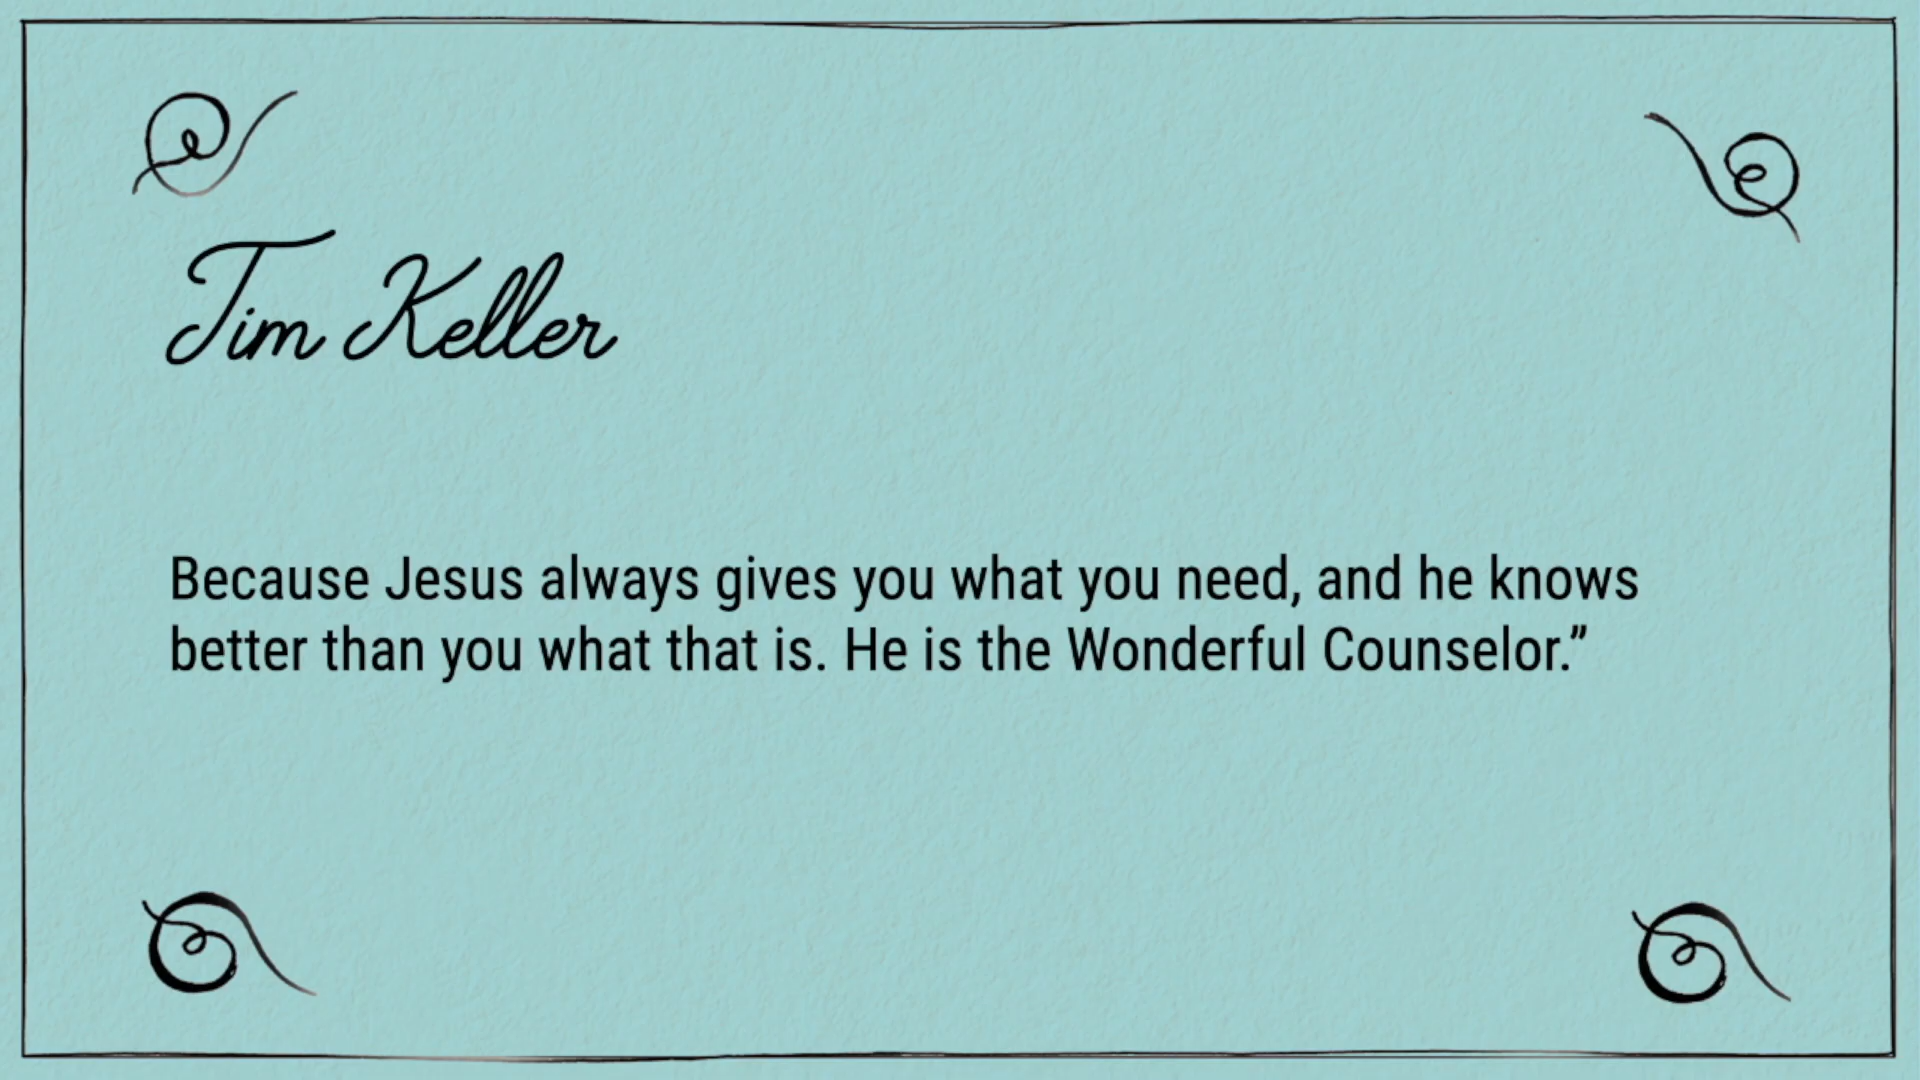 Tim Keller
Because Jesus always gives you what you need, and he knows
better than you what that is. He is the Wonderful Counselor.”